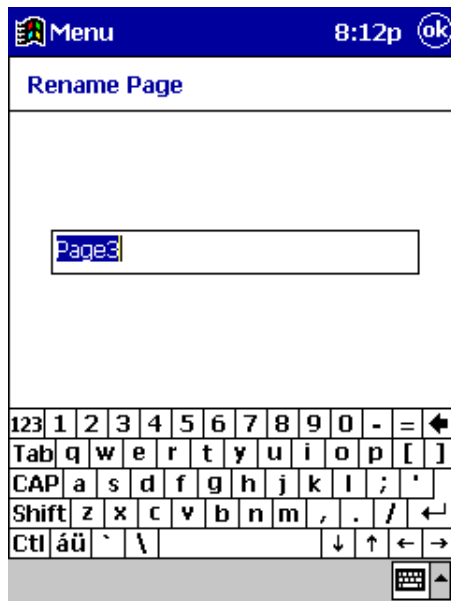 Menu 8:12p ok
Rename Page
Page3
123 1 2 3 4 5 6 7 8 9 0 - =
Tab q w e r t y u i o p [ ]
CAP a s d f g h j k l ; '
Shift z x c v b n m , . /
Ctl áü ` \ ↓ ↑ ← →